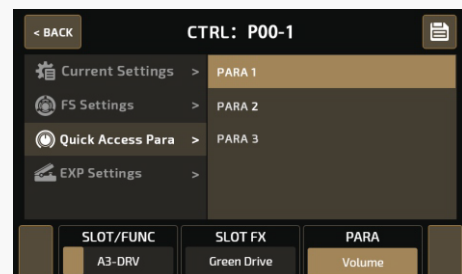 < BACK
CTRL: P00-1
Current Settings >
PARA 1
FS Settings >
PARA 2
Quick Access Para >
PARA 3
EXP Settings >
SLOT/FUNC
SLOT FX
PARA
A3-DRV
Green Drive
Volume